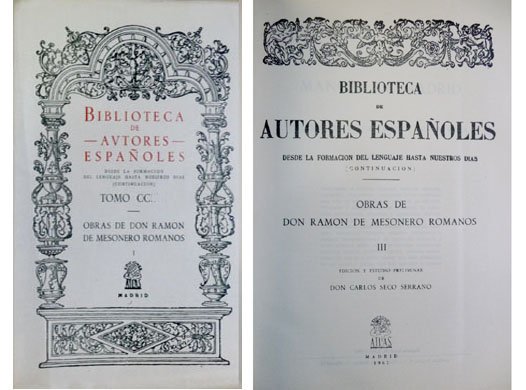 BIBLIOTECA
DE
—AVTORES—
ESPAÑOLES
DESDE LA FORMACION
DEL LENGUAJE HASTA NUESTROS DIAS
(CONTINUACION)
TOMO CC..
OBRAS DE DON RAMON
DE MESONERO ROMANOS
I
ATLAS
MADRID
BIBLIOTECA
DE
AUTORES ESPAÑOLES
DESDE LA FORMACION DEL LENGUAJE HASTA NUESTROS DIAS
(CONTINUACION)
OBRAS DE
DON RAMON DE MESONERO ROMANOS
III
EDICION Y ESTUDIO PRELIMINAR
DE
DON CARLOS SECO SERRANO
ATLAS
MADRID